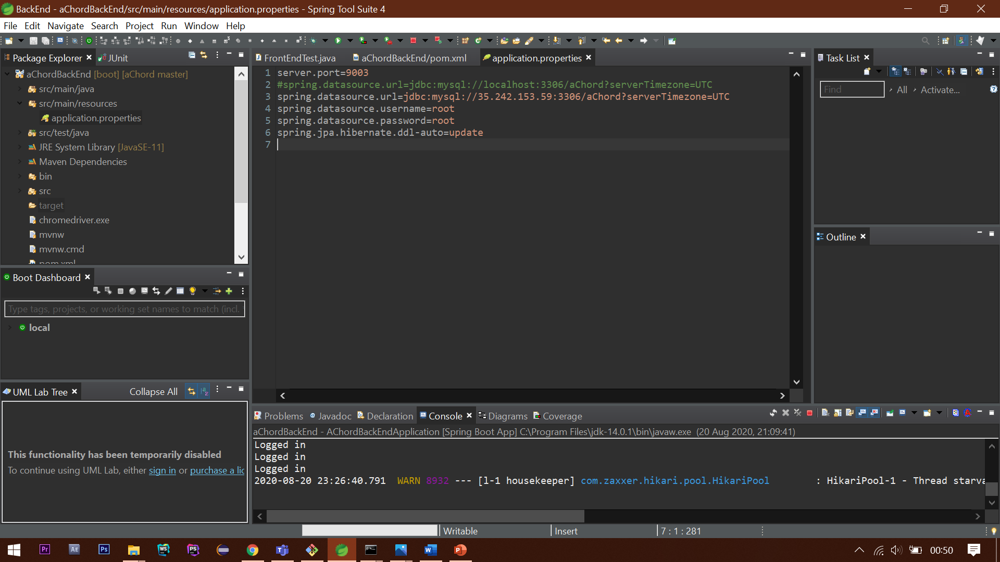 BackEnd - aChordBackEnd/src/main/resources/application.properties - Spring Tool Suite 4
File Edit Navigate Search Project Run Window Help
Package Explorer
JUnit
aChordBackEnd [boot] [aChord master]
src/main/java
src/main/resources
application.properties
src/test/java
JRE System Library [JavaSE-11]
Maven Dependencies
bin
src
target
chromedriver.exe
mvnw
mvnw.cmd
pom.xml
Boot Dashboard
Type tags, projects, or working set names to match (incl.
local
UML Lab Tree
Collapse All
This functionality has been temporarily disabled
To continue using UML Lab, either sign in or purchase a lic
FrontEndTest.java
aChordBackEnd/pom.xml
application.properties
1 server.port=9003
2 #spring.datasource.url=jdbc:mysql://localhost:3306/aChord?serverTimezone=UTC
3 spring.datasource.url=jdbc:mysql://35.242.153.59:3306/aChord?serverTimezone=UTC
4 spring.datasource.username=root
5 spring.datasource.password=root
6 spring.jpa.hibernate.ddl-auto=update
7
Task List
Find
All
Activate...
Outline
Problems
Javadoc
Declaration
Console
Diagrams
Coverage
aChordBackEnd - AChordBackEndApplication [Spring Boot App] C:\Program Files\jdk-14.0.1\bin\javaw.exe (20 Aug 2020, 21:09:41)
Logged in
Logged in
Logged in
2020-08-20 23:26:40.791 WARN 8932 --- [l-1 housekeeper] com.zaxxer.hikari.pool.HikariPool : HikariPool-1 - Thread starva
Writable
Insert
7 : 1 : 281
Pr
Ae
Ps
WS
PS
00:50